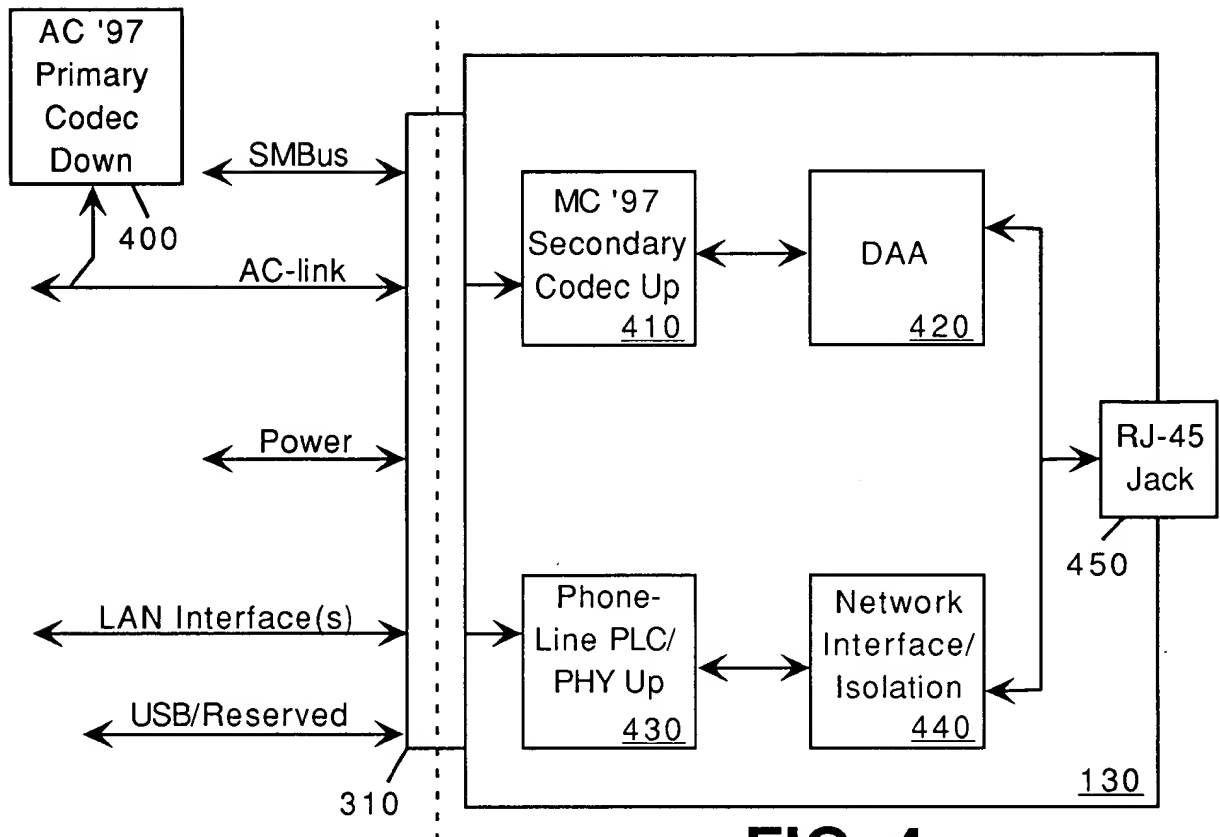 AC '97
Primary
Codec
Down
400
SMBus
AC-link
Power
LAN Interface(s)
USB/Reserved
310
MC '97
Secondary
Codec Up
410
DAA
420
RJ-45
Jack
450
Phone-
Line PLC/
PHY Up
430
Network
Interface/
Isolation
440
130